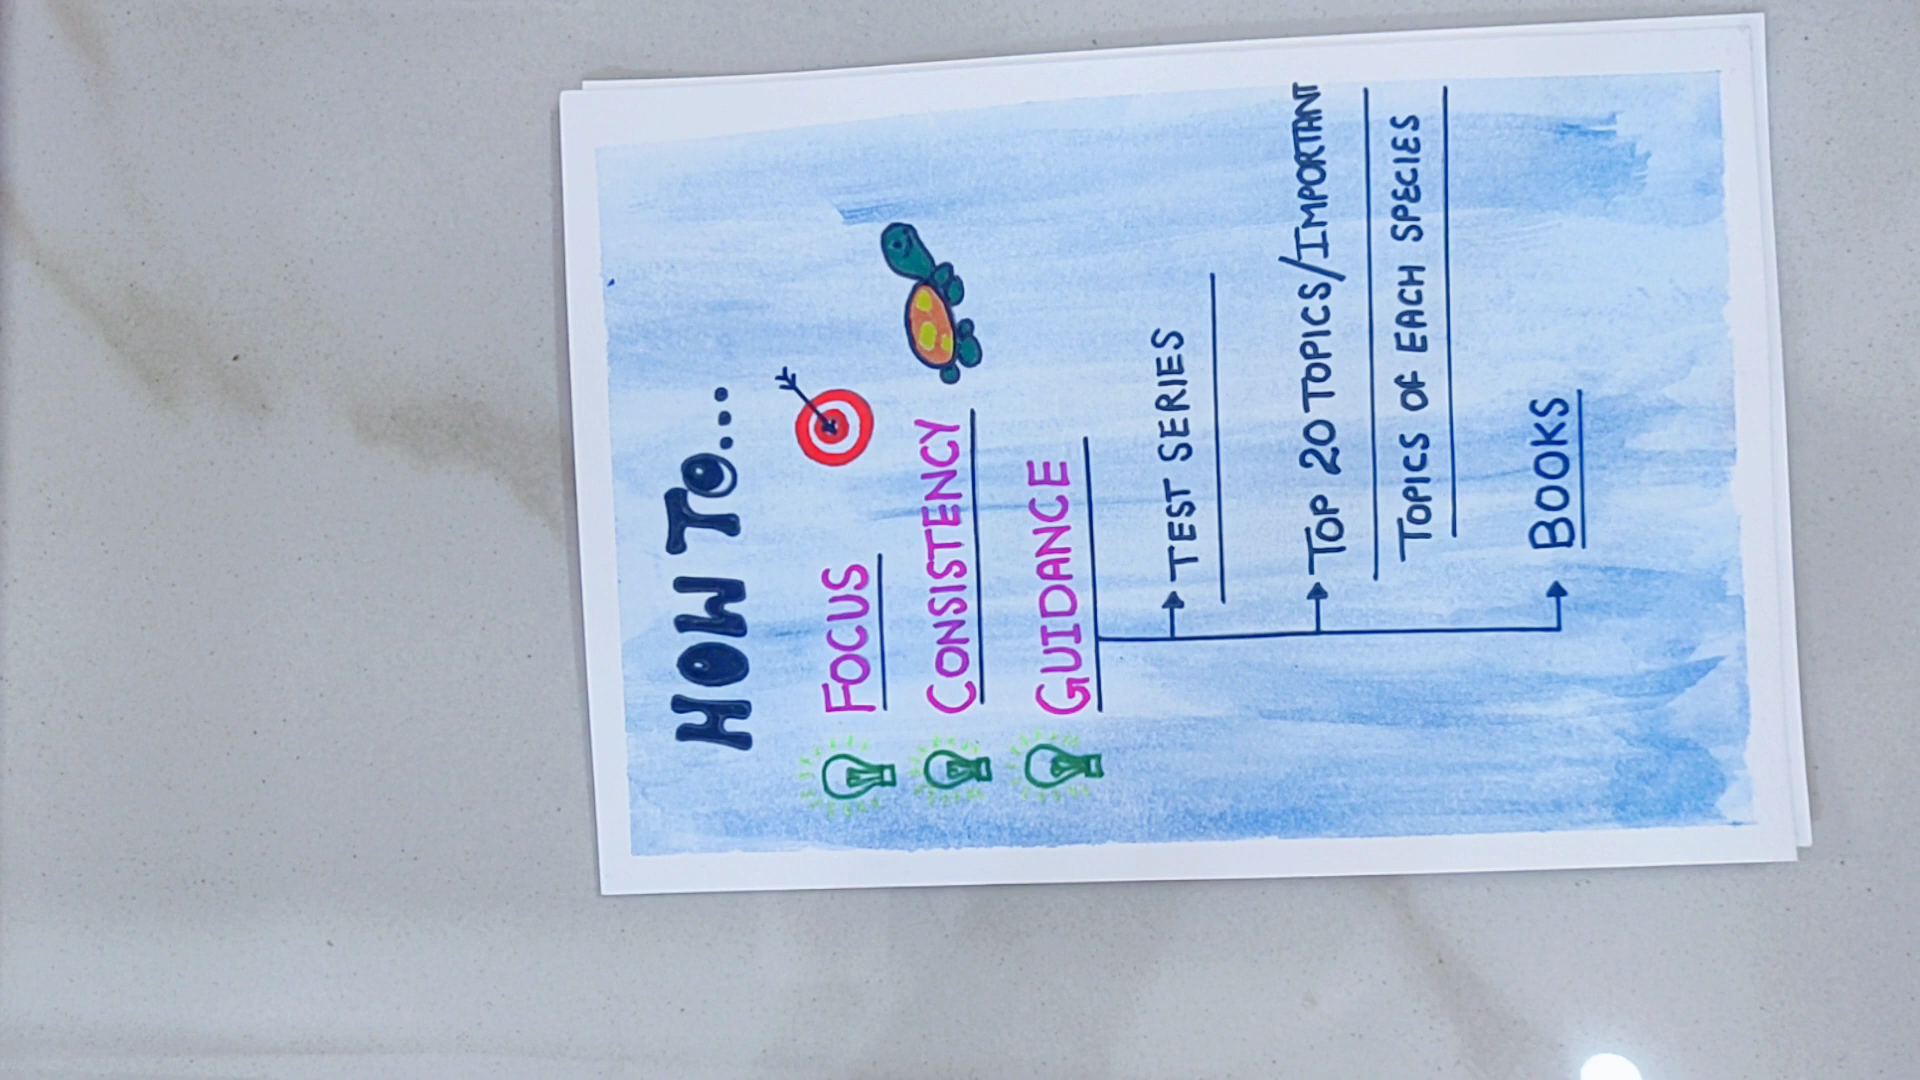 HOW TO...
FOCUS
CONSISTENCY
GUIDANCE
TEST SERIES
TOP 20 TOPICS/IMPORTANT
TOPICS OF EACH SPECIES
BOOKS